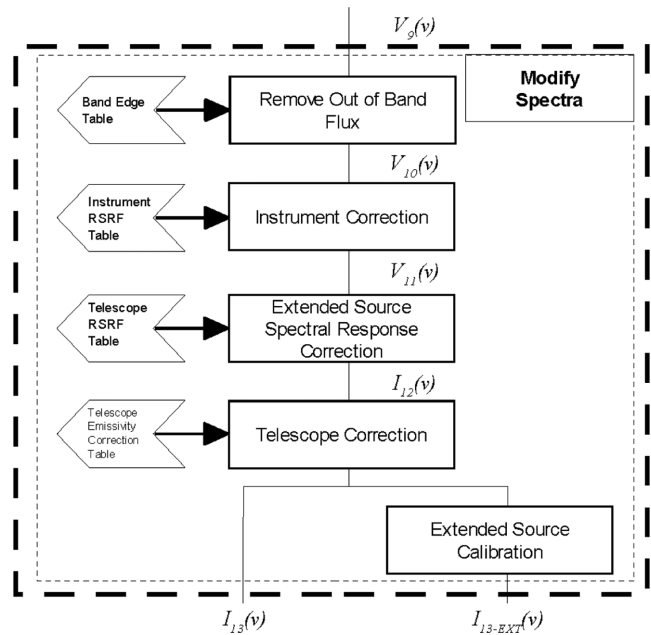 V9(v)
Modify
Spectra
Band Edge
Table
Remove Out of Band
Flux
V10(v)
Instrument
RSRF
Table
Instrument Correction
V11(v)
Telescope
RSRF
Table
Extended Source
Spectral Response
Correction
I12(v)
Telescope
Emissivity
Correction
Table
Telescope Correction
Extended Source
Calibration
I13(v)
I13-EXT(v)